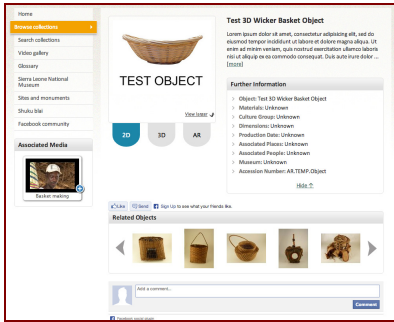 Home
Browse collections
Search collections
Video gallery
Glossary
Sierra Leone National
Museum
Sites and monuments
Shuku blai
Facebook community
Associated Media
Basket making
TEST OBJECT
View larger
2D
3D
AR
Test 3D Wicker Basket Object
Lorem ipsum dolor sit amet, consectetur adipisicing elit, sed do
eiusmod tempor incididunt ut labore et dolore magna aliqua. Ut
enim ad minim veniam, quis nostrud exercitation ullamco laboris
nisi ut aliquip ex ea commodo consequat. Duis aute irure dolor ...
[more]
Further Information
Object: Test 3D Wicker Basket Object
Materials: Unknown
Culture Group: Unknown
Dimensions: Unknown
Production Date: Unknown
Associated Places: Unknown
Associated People: Unknown
Museum: Unknown
Accession Number: AR.TEMP.Object
Hide
Like Send Sign Up to see what your friends like.
Related Objects
Add a comment...
Comment
Facebook social plugin